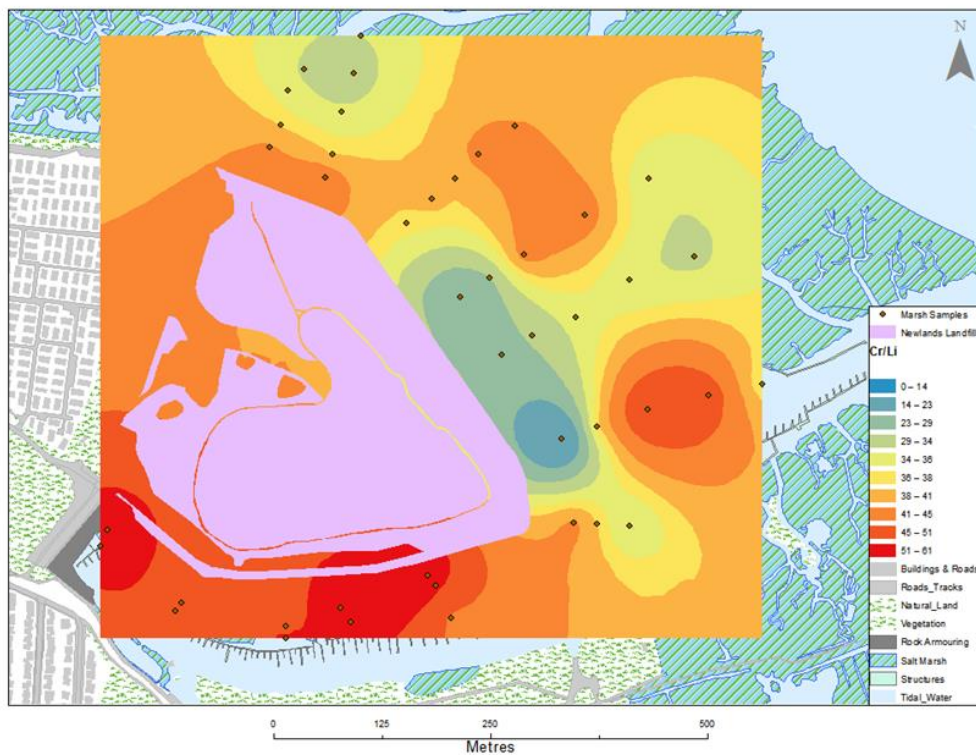 N
Marsh Samples
Newlands Landfill
Cr/Li
0 – 14
14 – 23
23 – 29
29 – 34
34 – 36
36 – 38
38 – 41
41 – 45
45 – 51
51 – 61
Buildings & Roads
Roads_Tracks
Natural_Land
Vegetation
Rock Armouring
Salt Marsh
Structures
Tidal_Water
0 125 250 500
Metres